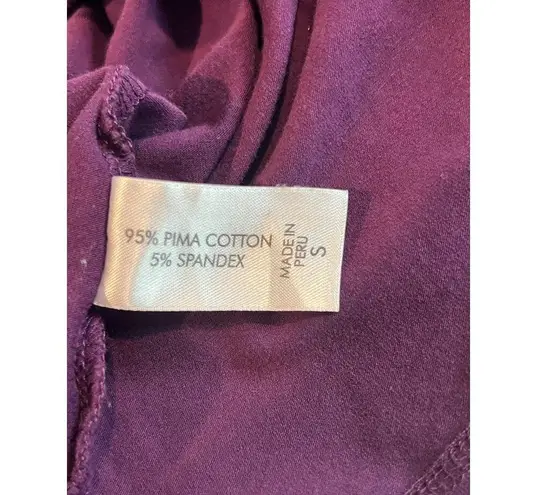 95% PIMA COTTON
5% SPANDEX
MADE IN
PERU
S